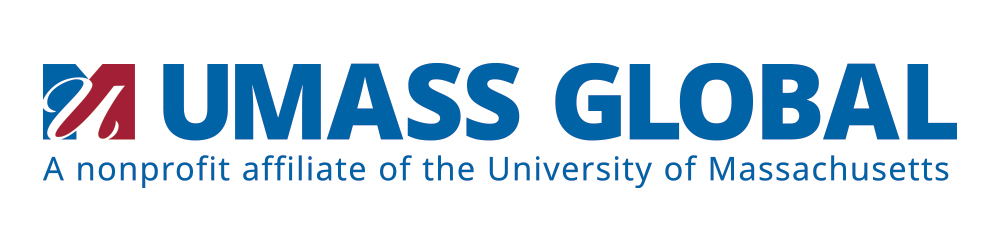 UMASS GLOBAL
A nonprofit affiliate of the University of Massachusetts